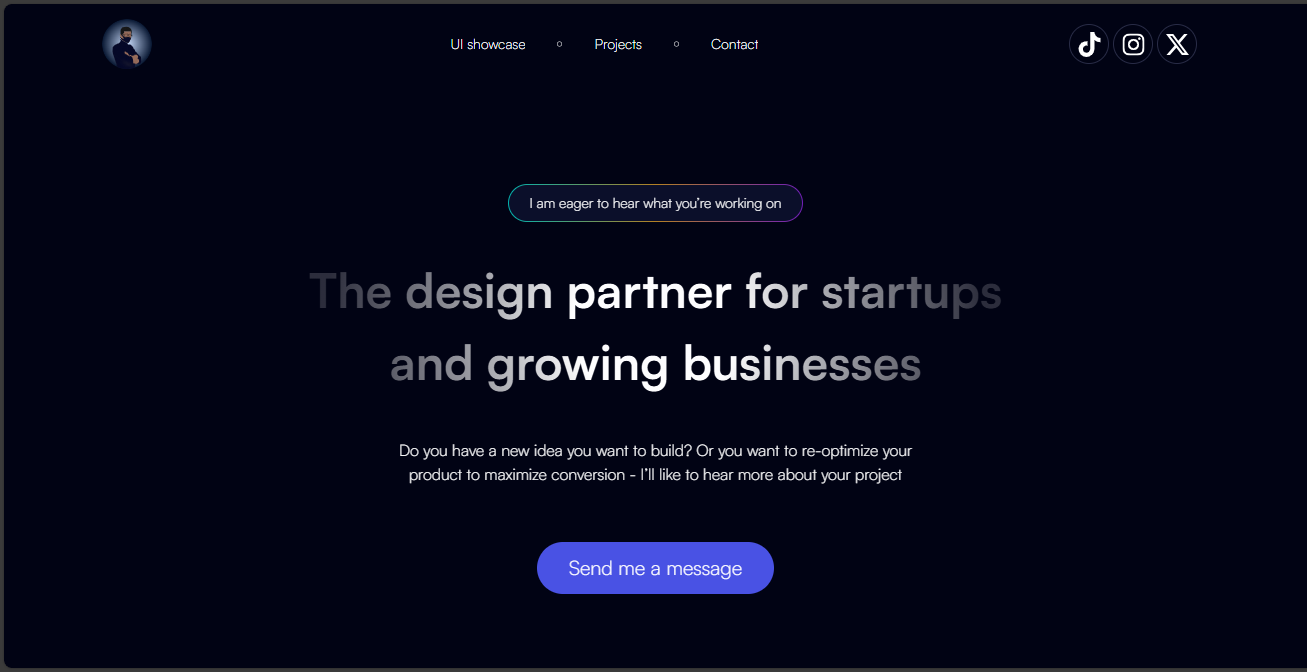 UI showcase
Projects
Contact
I am eager to hear what you're working on
The design partner for startups
and growing businesses
Do you have a new idea you want to build? Or you want to re-optimize your
product to maximize conversion - I'll like to hear more about your project
Send me a message